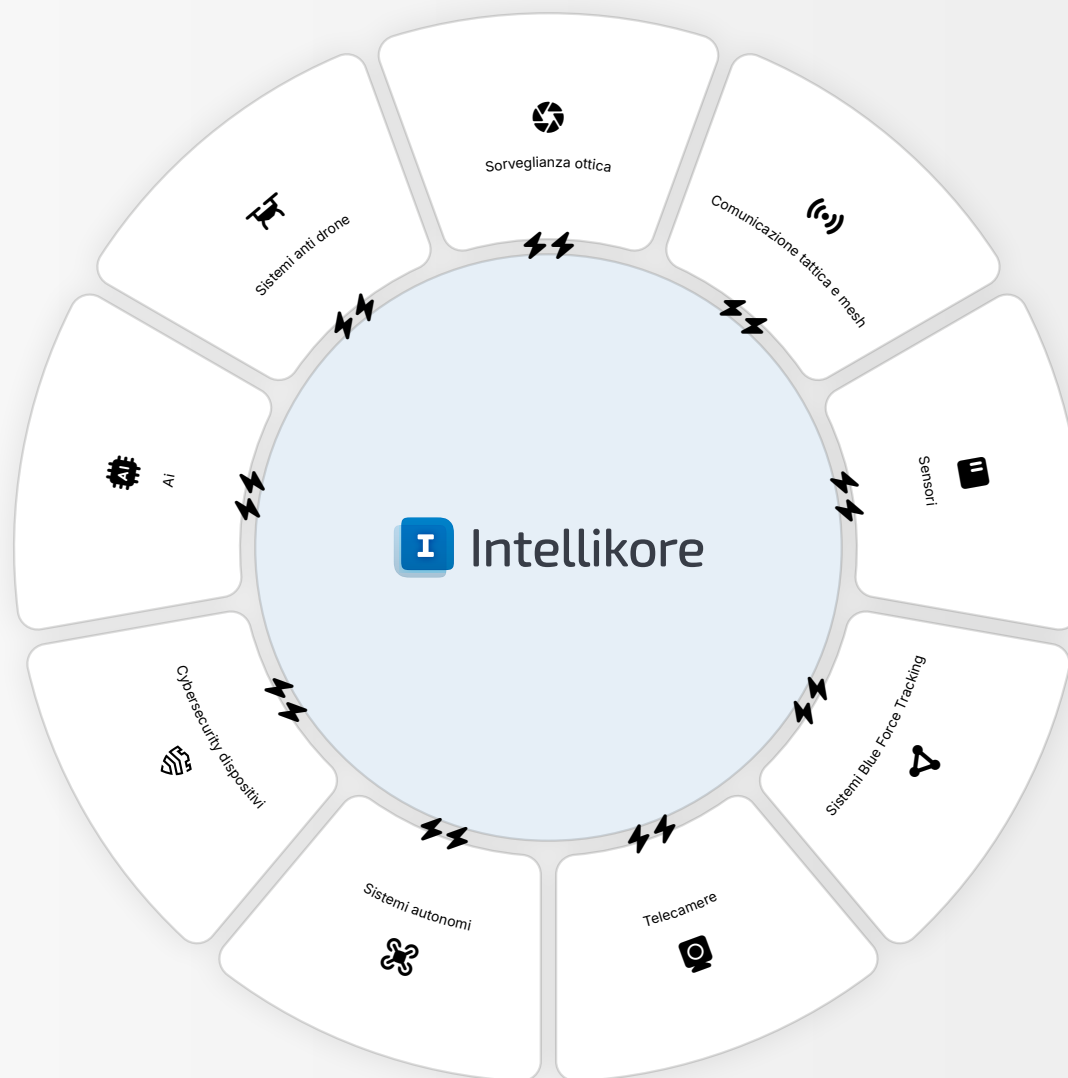 Sorveglianza ottica
Comunicazione tattica e mesh
Sensori
Sistemi Blue Force Tracking
Telecamere
Sistemi autonomi
Cybersecurity dispositivi
Ai
AI
Sistemi anti drone
I Intellikore